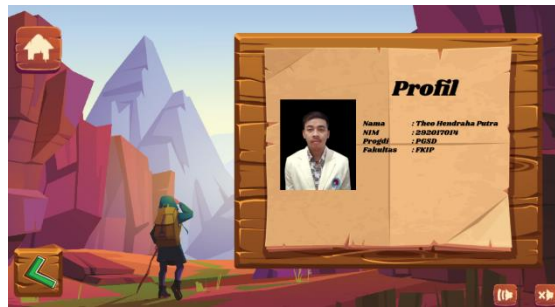 Profil
Nama : Theo Hendraha Putra
NIM : 292017014
Progdi : PGSD
Fakultas : FKIP